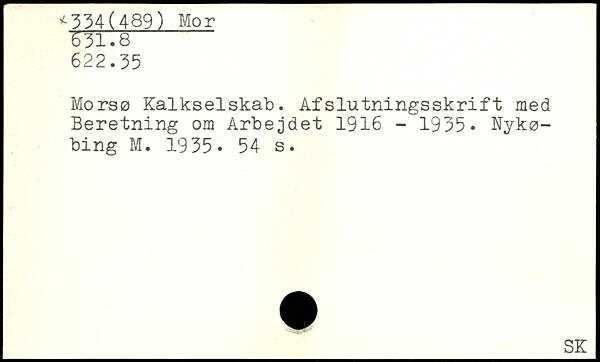 ×334(489) Mor
631.8
622.35
Morsø Kalkselskab. Afslutningsskrift med
Beretning om Arbejdet 1916 - 1935. Nykø-
bing M. 1935. 54 s.
SK